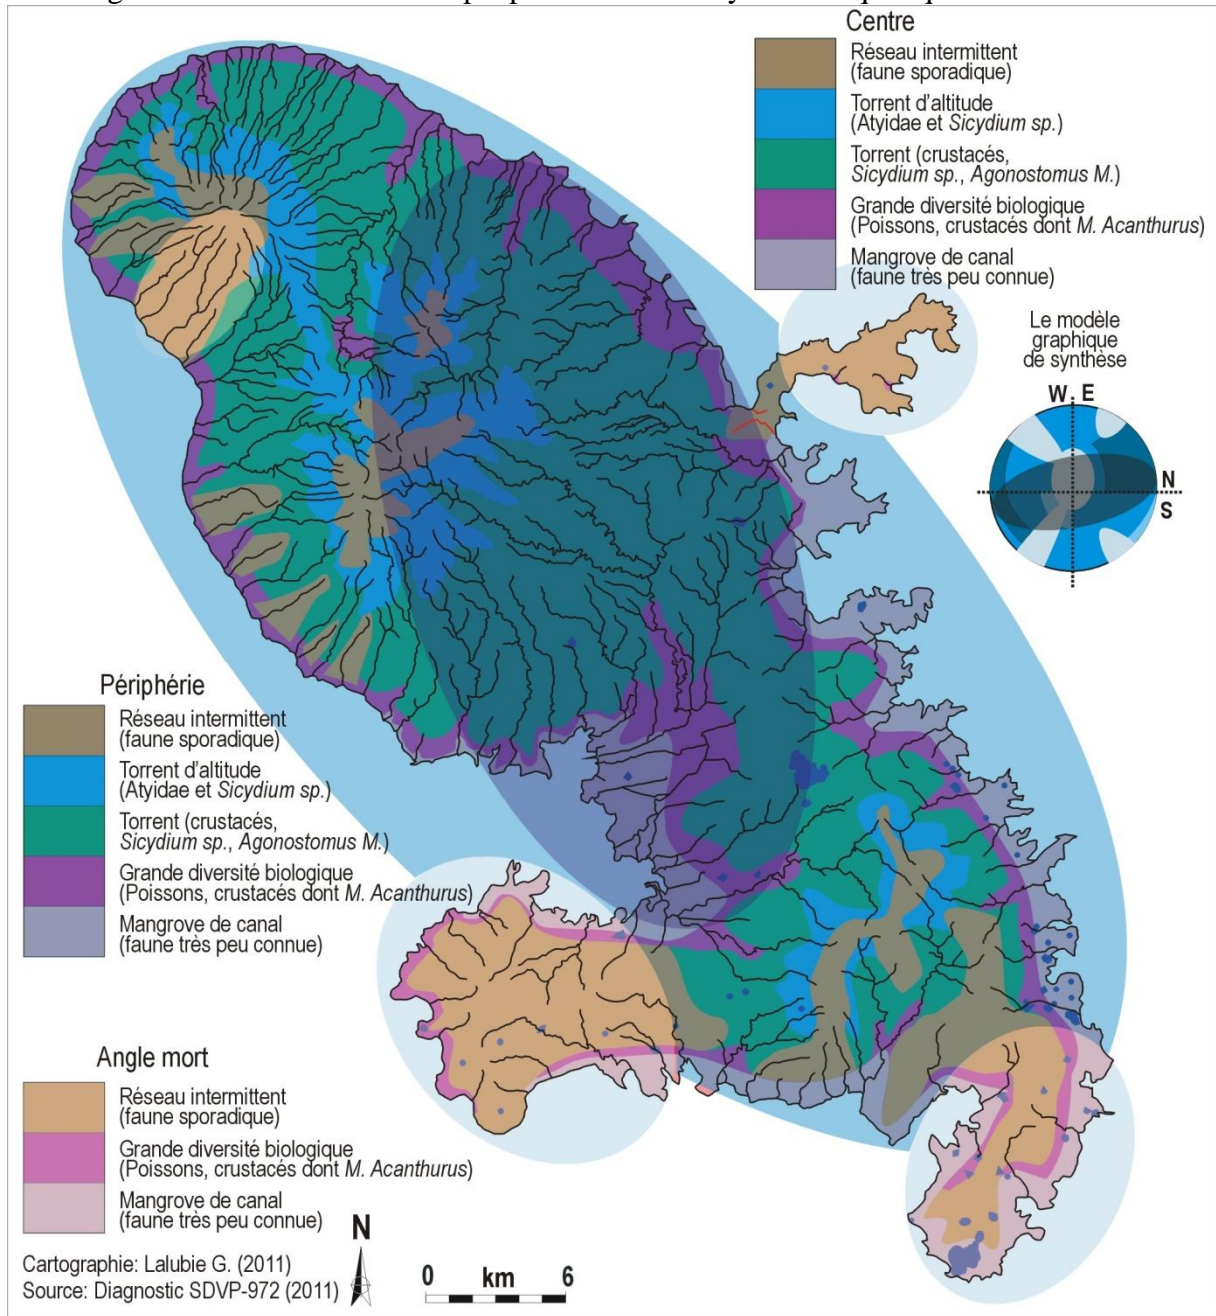 Centre
Réseau intermittent
(faune sporadique)
Torrent d'altitude
(Atyidae et Sicydium sp.)
Torrent (crustacés,
Sicydium sp., Agonostomus M.)
Grande diversité biologique
(Poissons, crustacés dont M. Acanthurus)
Mangrove de canal
(faune très peu connue)
Le modèle
graphique
de synthèse
W E
N
S
Périphérie
Réseau intermittent
(faune sporadique)
Torrent d'altitude
(Atyidae et Sicydium sp.)
Torrent (crustacés,
Sicydium sp., Agonostomus M.)
Grande diversité biologique
(Poissons, crustacés dont M. Acanthurus)
Mangrove de canal
(faune très peu connue)
Angle mort
Réseau intermittent
(faune sporadique)
Grande diversité biologique
(Poissons, crustacés dont M. Acanthurus)
Mangrove de canal
(faune très peu connue)
Cartographie: Lalubie G. (2011)
Source: Diagnostic SDVP-972 (2011)
N
0 km 6